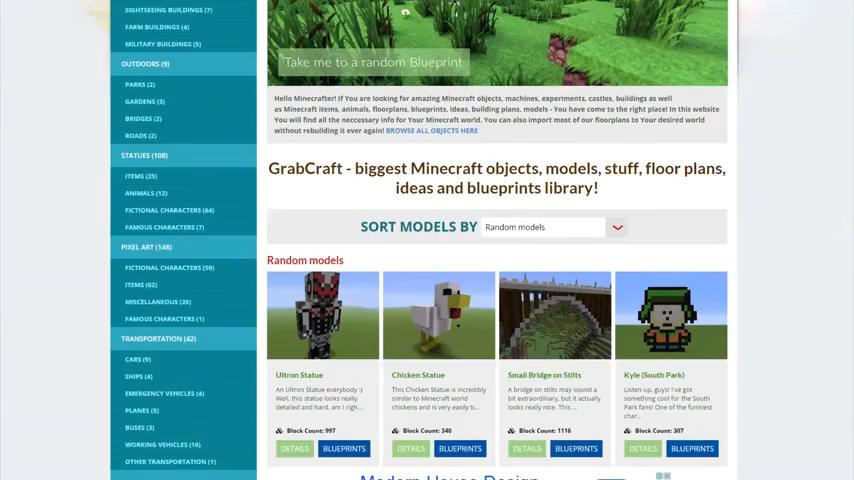 SIGHTSEEING BUILDINGS (7)
FARM BUILDINGS (4)
MILITARY BUILDINGS (5)
OUTDOORS (9)
PARKS (2)
GARDENS (3)
BRIDGES (2)
ROADS (2)
STATUES (108)
ITEMS (25)
ANIMALS (12)
FICTIONAL CHARACTERS (64)
FAMOUS CHARACTERS (7)
PIXEL ART (148)
FICTIONAL CHARACTERS (59)
ITEMS (62)
MISCELLANEOUS (26)
FAMOUS CHARACTERS (1)
TRANSPORTATION (42)
CARS (9)
SHIPS (4)
EMERGENCY VEHICLES (4)
PLANES (5)
BUSES (3)
WORKING VEHICLES (16)
OTHER TRANSPORTATION (1)
Take me to a random Blueprint
Hello Minecrafter! If You are looking for amazing Minecraft objects, machines, experiments, castles, buildings as well
as Minecraft items, animals, floorplans, blueprints, ideas, building plans, models - You have come to the right place! In this website
You will find all the neccessary info for Your Minecraft world. You can also import most of our floorplans to Your desired world
without rebuilding it ever again! BROWSE ALL OBJECTS HERE
GrabCraft - biggest Minecraft objects, models, stuff, floor plans,
ideas and blueprints library!
SORT MODELS BY Random models
Random models
Ultron Statue
An Ultron Statue everybody :)
Well, this statue looks really
detailed and hard, am i righ...
Block Count: 997
DETAILS BLUEPRINTS
Chicken Statue
This Chicken Statue is incredibly
similar to Minecraft world
chickens and is very easily b...
Block Count: 340
DETAILS BLUEPRINTS
Small Bridge on Stilts
A bridge on stilts may sound a
bit extraordinary, but it actually
looks really nice. This ...
Block Count: 1116
DETAILS BLUEPRINTS
Kyle (South Park)
Listen up, guys! I've got
something cool for the South
Park fans! One of the funniest
char...
Block Count: 307
DETAILS BLUEPRINTS
Modern House Design